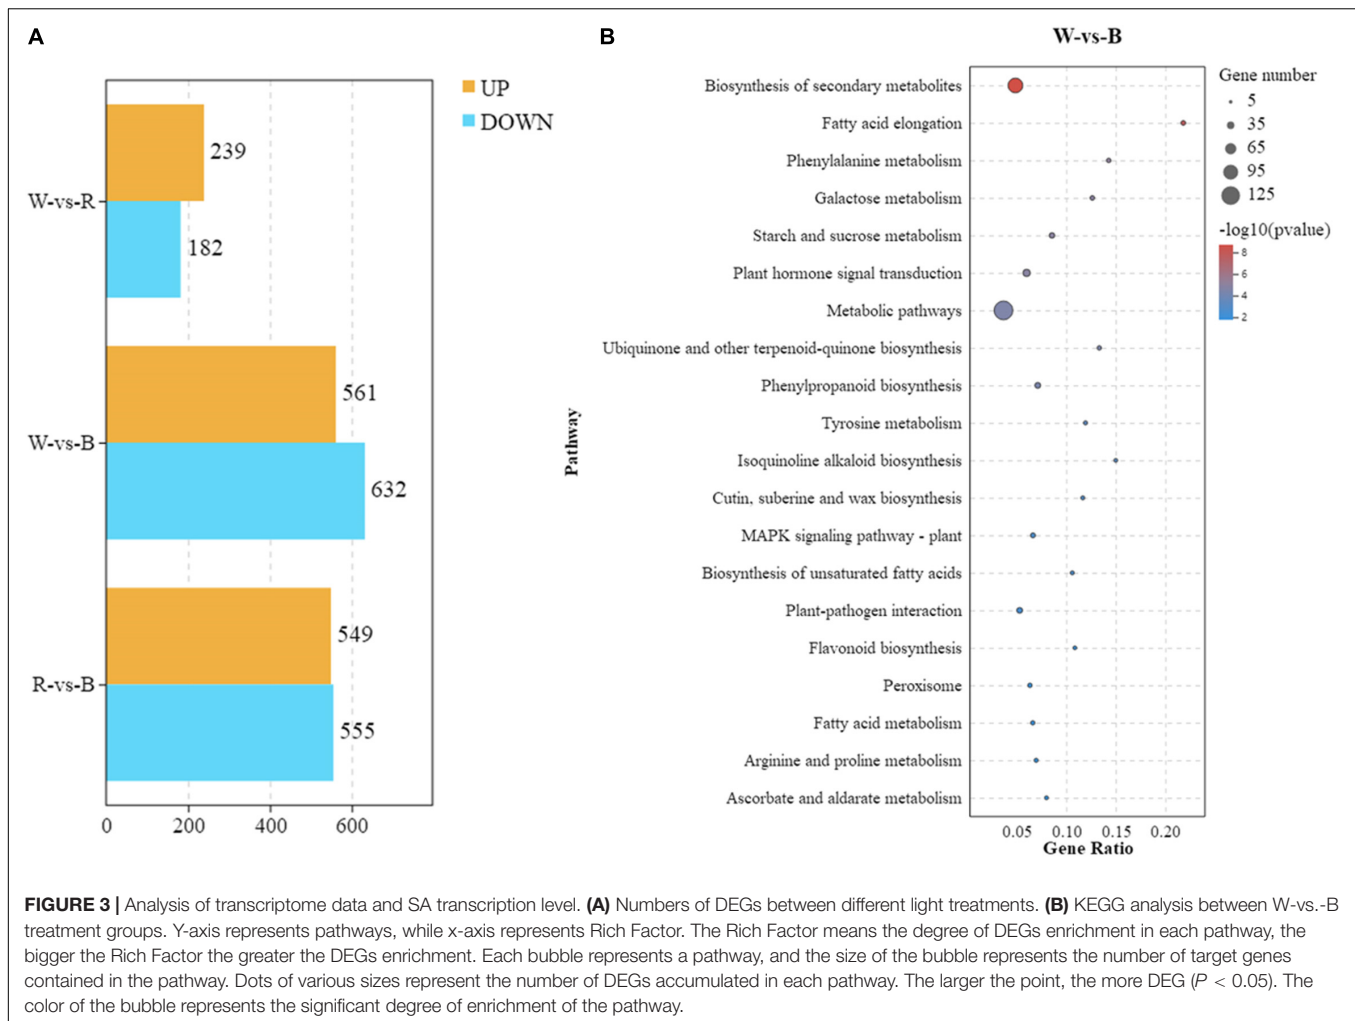 A
UP
DOWN
W-vs-R
239
182
W-vs-B
561
632
R-vs-B
549
555
0 200 400 600
B
W-vs-B
Pathway
Biosynthesis of secondary metabolites
Fatty acid elongation
Phenylalanine metabolism
Galactose metabolism
Starch and sucrose metabolism
Plant hormone signal transduction
Metabolic pathways
Ubiquinone and other terpenoid-quinone biosynthesis
Phenylpropanoid biosynthesis
Tyrosine metabolism
Isoquinoline alkaloid biosynthesis
Cutin, suberine and wax biosynthesis
MAPK signaling pathway - plant
Biosynthesis of unsaturated fatty acids
Plant-pathogen interaction
Flavonoid biosynthesis
Peroxisome
Fatty acid metabolism
Arginine and proline metabolism
Ascorbate and aldarate metabolism
0.05 0.10 0.15 0.20
Gene Ratio
Gene number
5
35
65
95
125
-log10(pvalue)
8
6
4
2
FIGURE 3 | Analysis of transcriptome data and SA transcription level. (A) Numbers of DEGs between different light treatments. (B) KEGG analysis between W-vs.-B
treatment groups. Y-axis represents pathways, while x-axis represents Rich Factor. The Rich Factor means the degree of DEGs enrichment in each pathway, the
bigger the Rich Factor the greater the DEGs enrichment. Each bubble represents a pathway, and the size of the bubble represents the number of target genes
contained in the pathway. Dots of various sizes represent the number of DEGs accumulated in each pathway. The larger the point, the more DEG (P < 0.05). The
color of the bubble represents the significant degree of enrichment of the pathway.